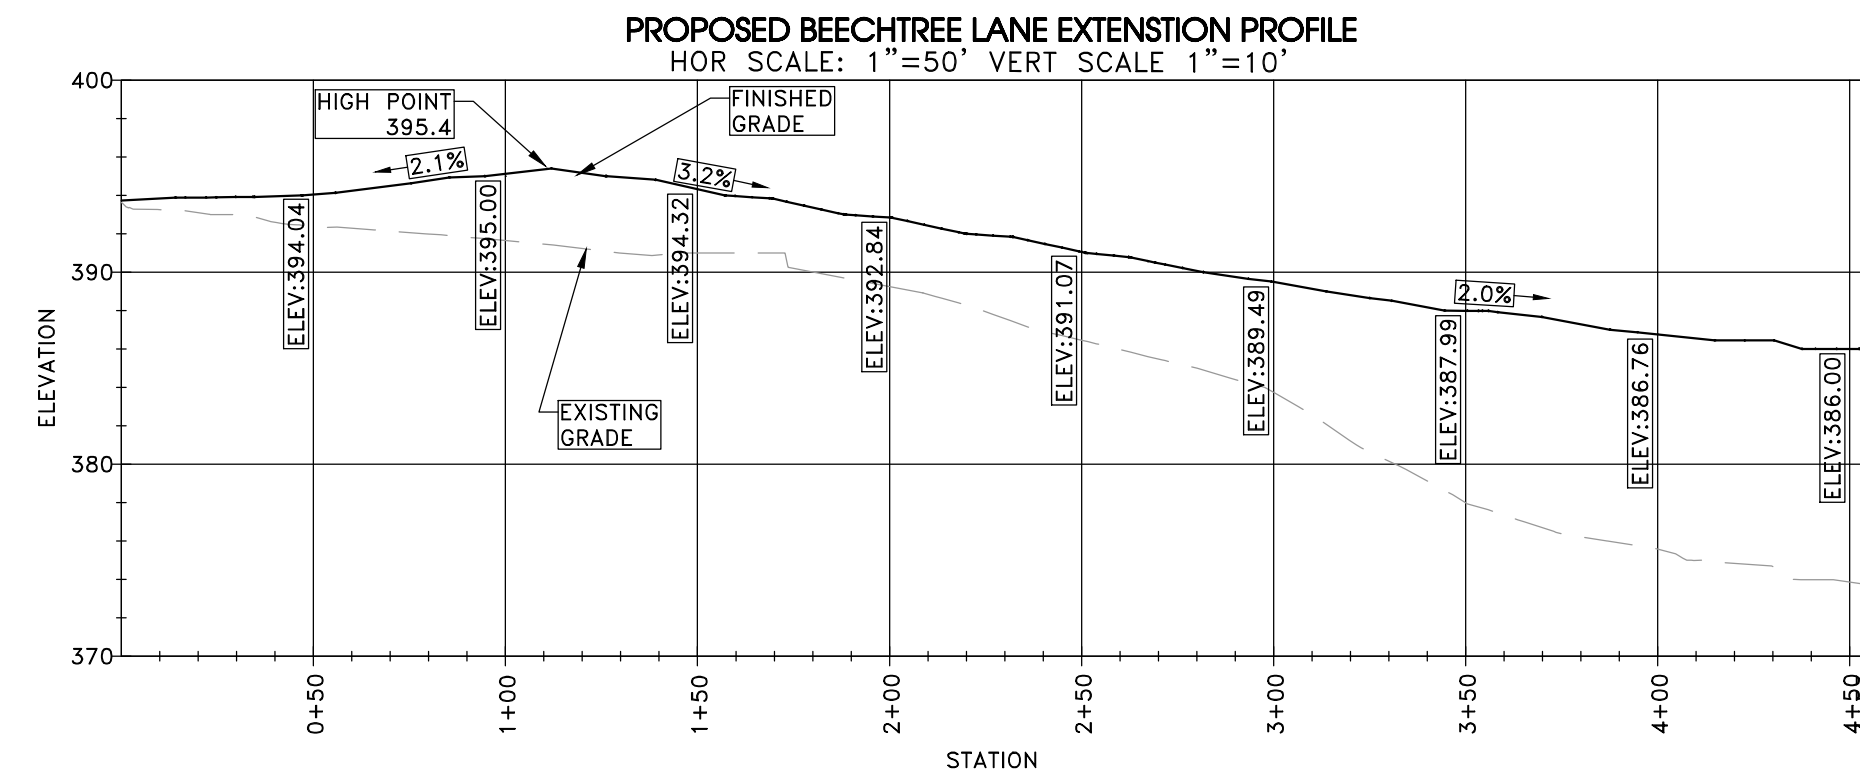 PROPOSED BEECHTREE LANE EXTENSTION PROFILE
HOR SCALE: 1"=50' VERT SCALE 1"=10'
400
390
380
370
ELEVATION
HIGH POINT
395.4
FINISHED
GRADE
2.1%
3.2%
2.0%
EXISTING
GRADE
ELEV:394.04
ELEV:395.00
ELEV:394.32
ELEV:392.84
ELEV:391.07
ELEV:389.49
ELEV:387.99
ELEV:386.76
ELEV:386.00
0+50
1+00
1+50
2+00
2+50
3+00
3+50
4+00
4+50
STATION